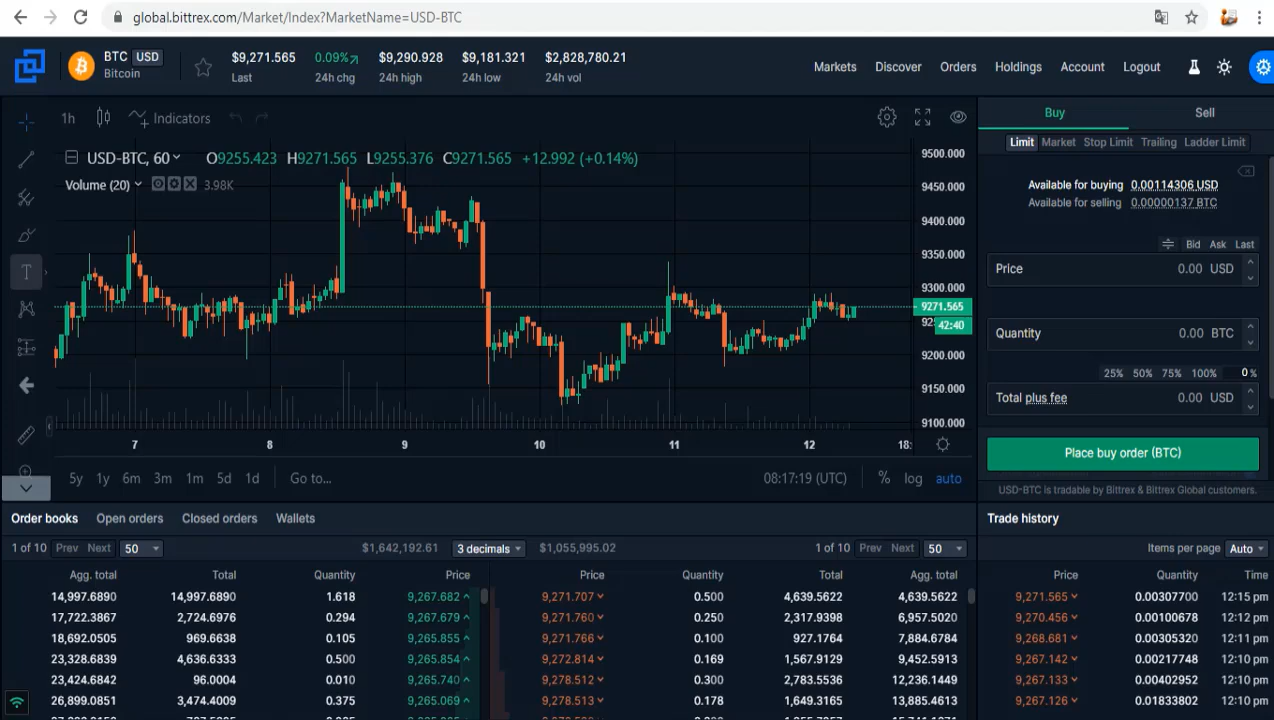 global.bittrex.com/Market/Index?MarketName=USD-BTC
BTC USD
Bitcoin
$9,271.565
Last
0.09%
24h chg
$9,290.928
24h high
$9,181.321
24h low
$2,828,780.21
24h vol
Markets Discover Orders Holdings Account Logout
1h Indicators
USD-BTC, 60 O9255.423 H9271.565 L9255.376 C9271.565 +12.992 (+0.14%)
Volume (20) 3.98K
9500.000
9450.000
9400.000
9350.000
9300.000
9271.565
42:40
9200.000
9150.000
9100.000
7 8 9 10 11 12 18:
5y 1y 6m 3m 1m 5d 1d Go to... 08:17:19 (UTC) % log auto
Buy Sell
Limit Market Stop Limit Trailing Ladder Limit
Available for buying 0.00114306 USD
Available for selling 0.00000137 BTC
Bid Ask Last
Price 0.00 USD
Quantity 0.00 BTC
25% 50% 75% 100% 0 %
Total plus fee 0.00 USD
Place buy order (BTC)
USD-BTC is tradable by Bittrex & Bittrex Global customers.
Order books Open orders Closed orders Wallets
1 of 10 Prev Next 50 $1,642,192.61 3 decimals $1,055,995.02 1 of 10 Prev Next 50
Agg. total Total Quantity Price Price Quantity Total Agg. total
14,997.6890 14,997.6890 1.618 9,267.682 9,271.707 0.500 4,639.5622 4,639.5622
17,722.3867 2,724.6976 0.294 9,267.679 9,271.760 0.250 2,317.9398 6,957.5020
18,692.0505 969.6638 0.105 9,265.855 9,271.766 0.100 927.1764 7,884.6784
23,328.6839 4,636.6333 0.500 9,265.854 9,272.814 0.169 1,567.9129 9,452.5913
23,424.6842 96.0004 0.010 9,265.740 9,278.512 0.300 2,783.5536 12,236.1449
26,899.0851 3,474.4009 0.375 9,265.069 9,278.513 0.178 1,649.3165 13,885.4613
Trade history
Items per page Auto
Price Quantity Time
9,271.565 0.00307700 12:15 pm
9,270.456 0.00100678 12:12 pm
9,268.681 0.00305320 12:11 pm
9,267.142 0.00217748 12:10 pm
9,267.133 0.00402952 12:10 pm
9,267.126 0.01833802 12:10 pm